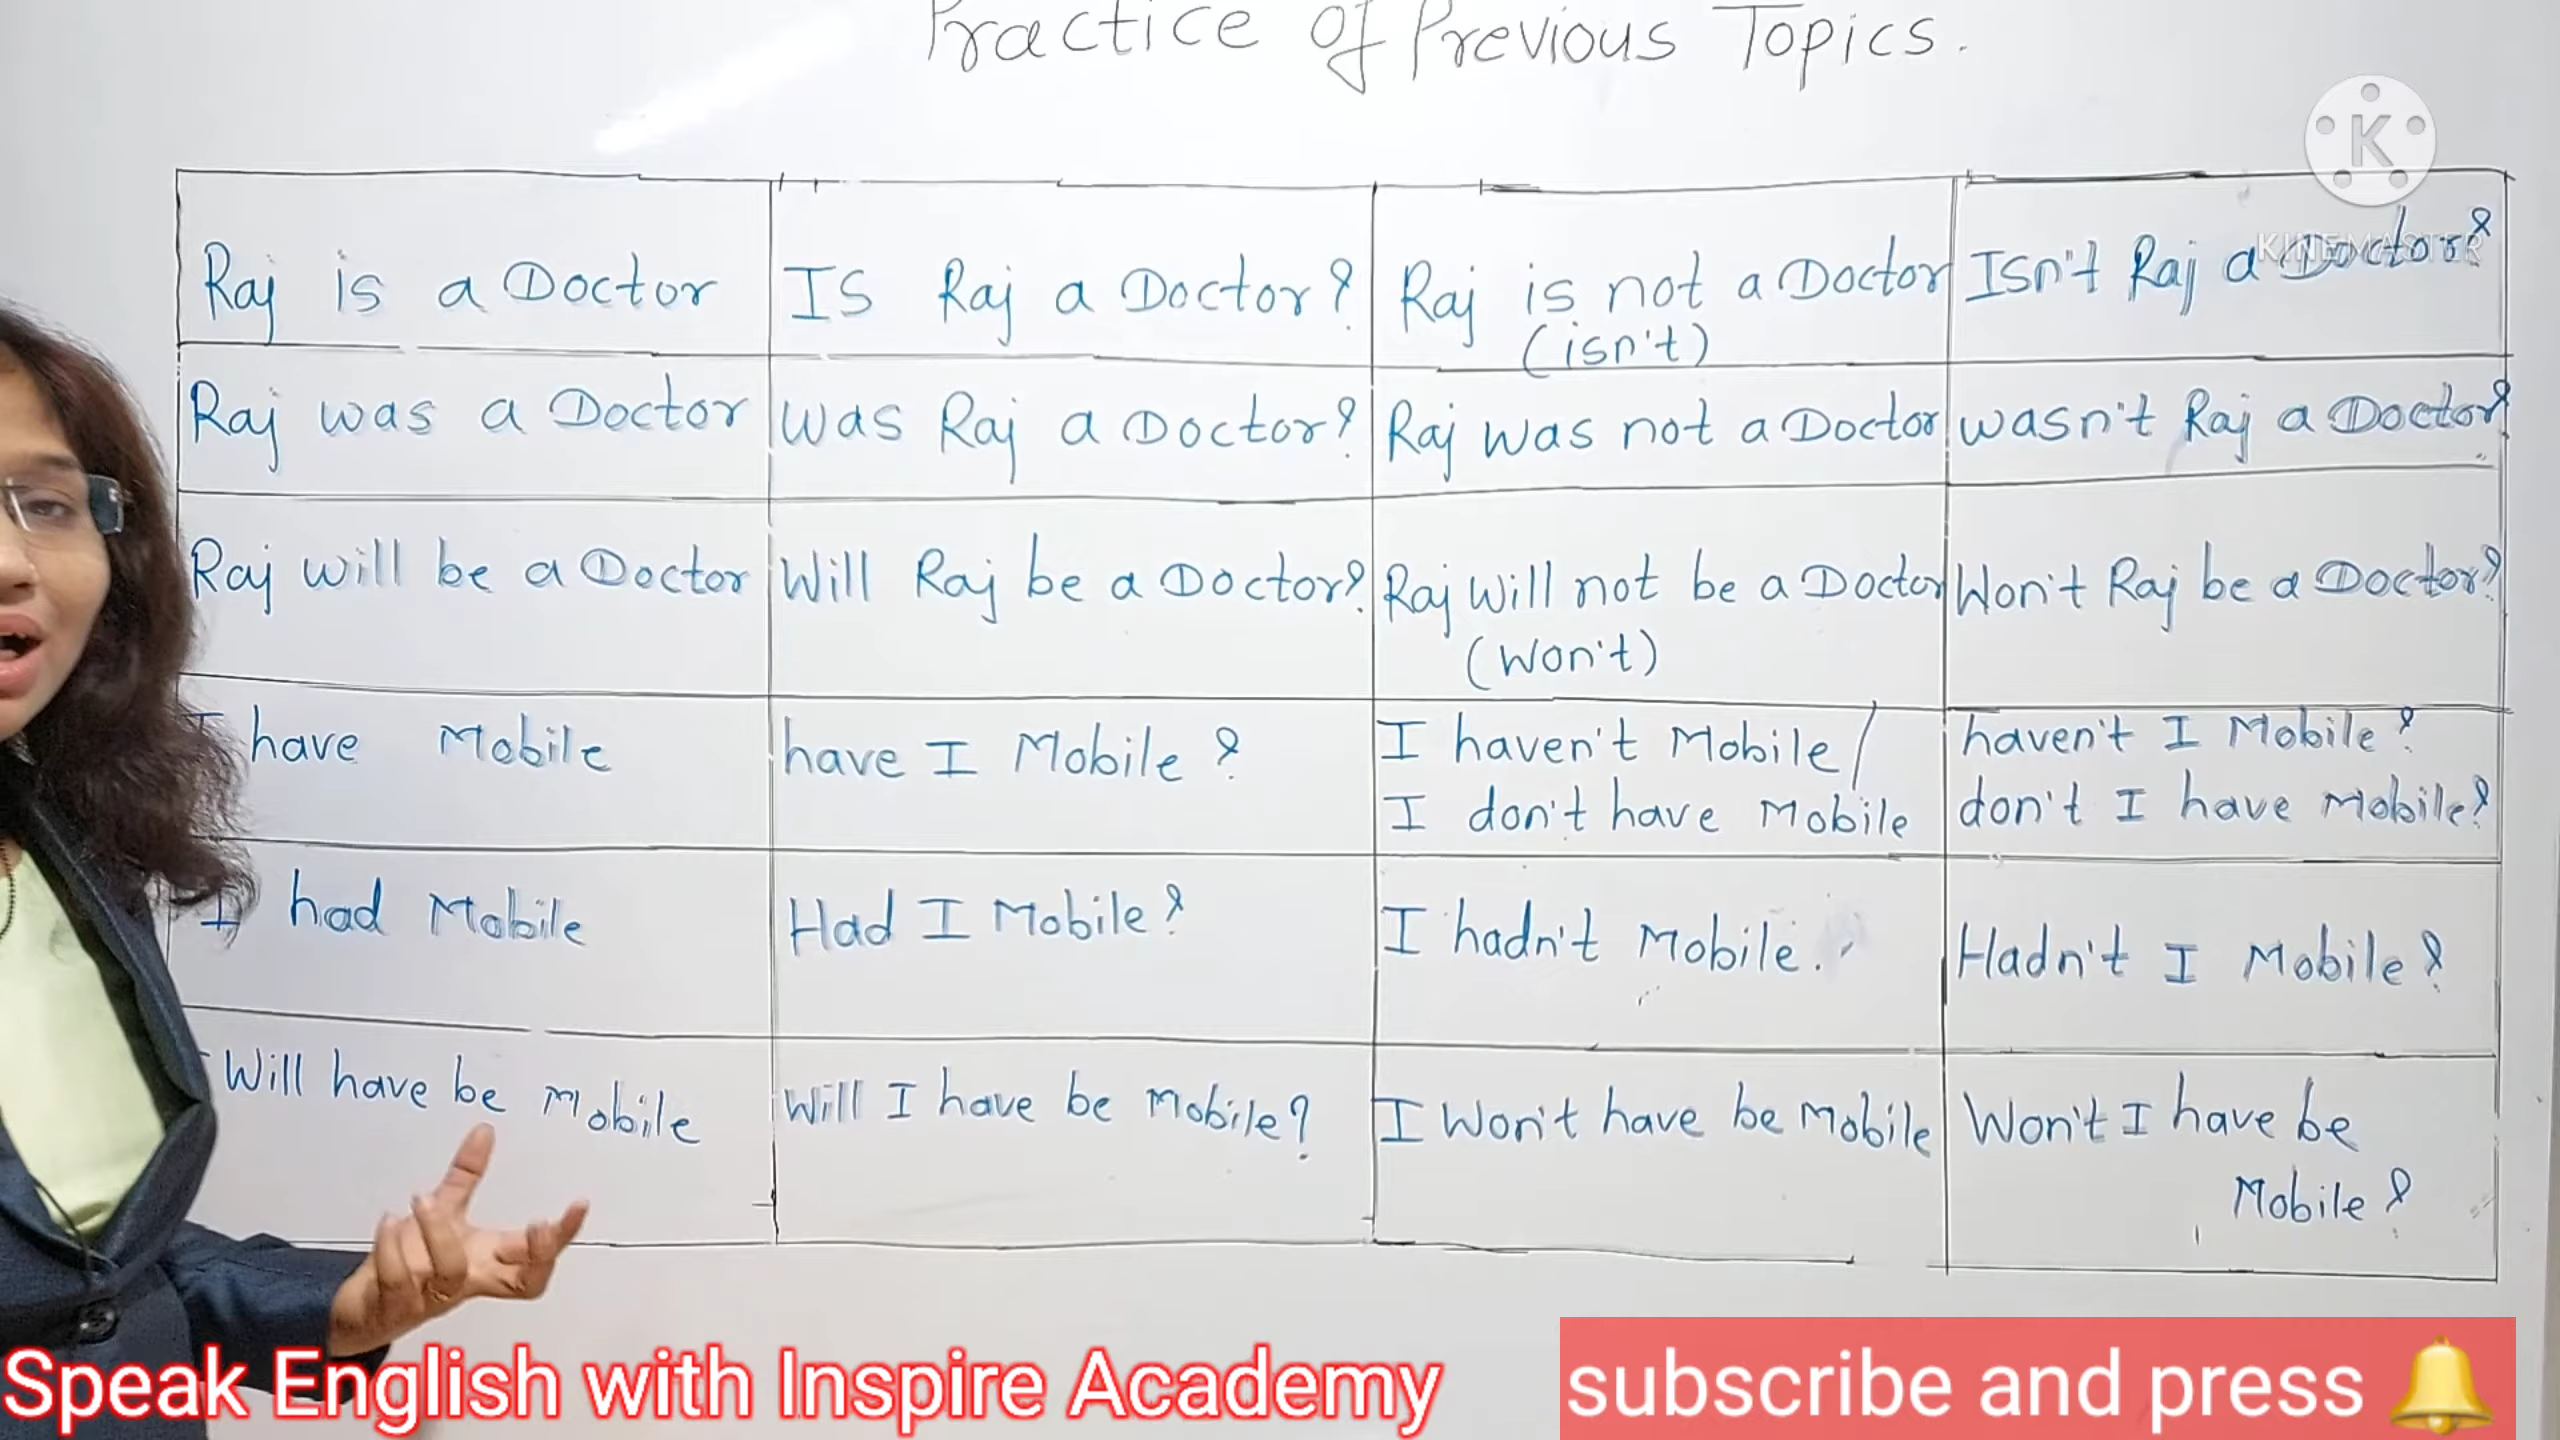 Practice Of Previous Topics.
K
KINEMASTER
Raj is a Doctor
IS Raj a Doctor?
Raj is not a Doctor
(isn't)
Isn't Raj a Doctor?
Raj was a Doctor
was Raj a Doctor?
Raj was not a Doctor
wasn't Raj a Doctor?
Raj will be a Doctor
Will Raj be a Doctor?
Raj will not be a Doctor
(won't)
Won't Raj be a Doctor?
I have Mobile
have I Mobile ?
I haven't Mobile /
I don't have Mobile
haven't I Mobile ?
don't I have Mobile?
I had Mobile
Had I Mobile?
I hadn't Mobile.
Hadn't I Mobile?
Will have be Mobile
Will I have be Mobile?
I Won't have be Mobile
Won't I have be
Mobile?
Speak English with Inspire Academy
subscribe and press